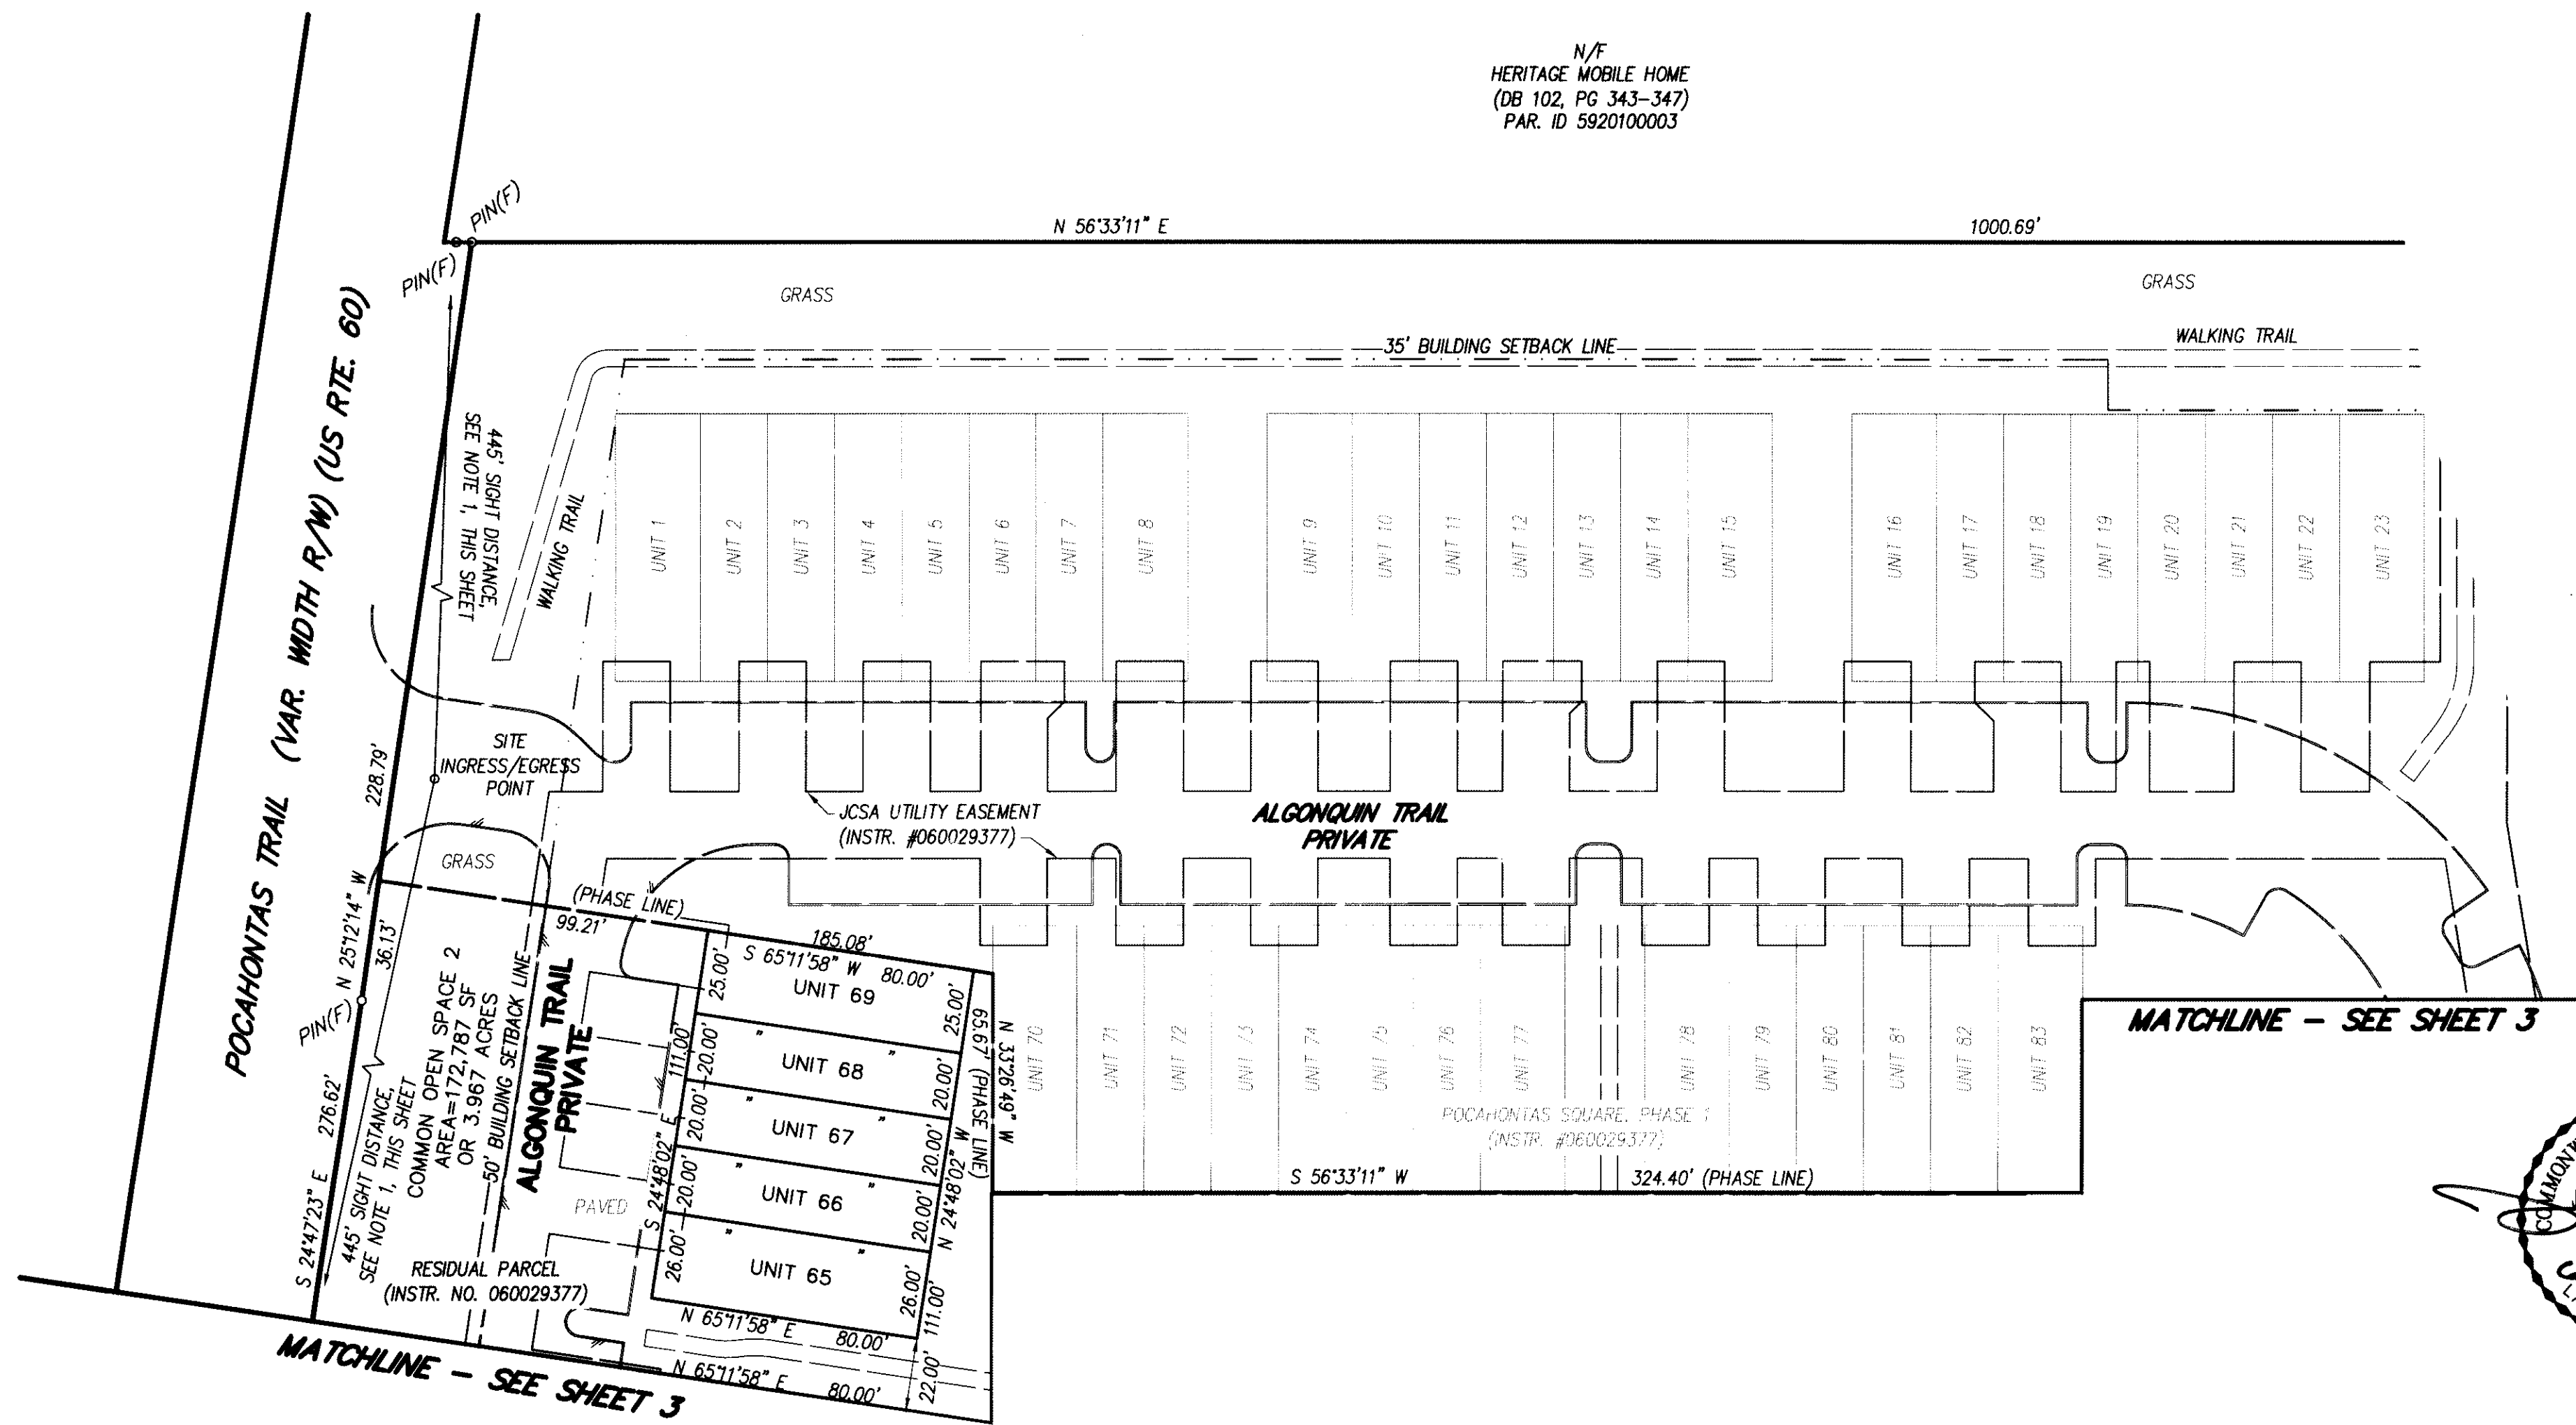 N/F
HERITAGE MOBILE HOME
(DB 102, PG 343-347)
PAR. ID 5920100003
PIN(F)
N 56°33'11" E
1000.69'
PIN(F)
GRASS
GRASS
35' BUILDING SETBACK LINE
WALKING TRAIL
POCAHONTAS TRAIL (VAR. WIDTH R/W) (US RTE. 60)
445' SIGHT DISTANCE,
SEE NOTE 1, THIS SHEET
WALKING TRAIL
UNIT 1
UNIT 2
UNIT 3
UNIT 4
UNIT 5
UNIT 6
UNIT 7
UNIT 8
UNIT 9
UNIT 10
UNIT 11
UNIT 12
UNIT 13
UNIT 14
UNIT 15
UNIT 16
UNIT 17
UNIT 18
UNIT 19
UNIT 20
UNIT 21
UNIT 22
UNIT 23
SITE
INGRESS/EGRESS
POINT
228.79'
JCSA UTILITY EASEMENT
(INSTR. #060029377)
ALGONQUIN TRAIL
PRIVATE
GRASS
N 25°12'14" W
36.13'
PIN(F)
(PHASE LINE)
99.21'
185.08'
S 65°11'58" W 80.00'
UNIT 69
25.00'
25.00'
COMMON OPEN SPACE 2
AREA=172,787 SF
OR 3.967 ACRES
50' BUILDING SETBACK LINE
ALGONQUIN TRAIL
PRIVATE
111.00'
20.00'
" UNIT 68 "
20.00'
20.00'
" UNIT 67 "
20.00'
S 24°48'02" E
20.00'
" UNIT 66 "
20.00'
N 24°48'02" W
26.00'
" UNIT 65 "
26.00'
111.00'
N 33°26'49" W
65.67 (PHASE LINE)
UNIT 70
UNIT 71
UNIT 72
UNIT 73
UNIT 74
UNIT 75
UNIT 76
UNIT 77
UNIT 78
UNIT 79
UNIT 80
UNIT 81
UNIT 82
UNIT 83
MATCHLINE - SEE SHEET 3
POCAHONTAS SQUARE, PHASE 1
(INSTR. #060029377)
S 56°33'11" W
324.40' (PHASE LINE)
PAVED
276.62'
S 24°47'23" E
445' SIGHT DISTANCE,
SEE NOTE 1, THIS SHEET
RESIDUAL PARCEL
(INSTR. NO. 060029377)
N 65°11'58" E 80.00'
N 65°11'58" E 80.00'
22.00'
MATCHLINE - SEE SHEET 3